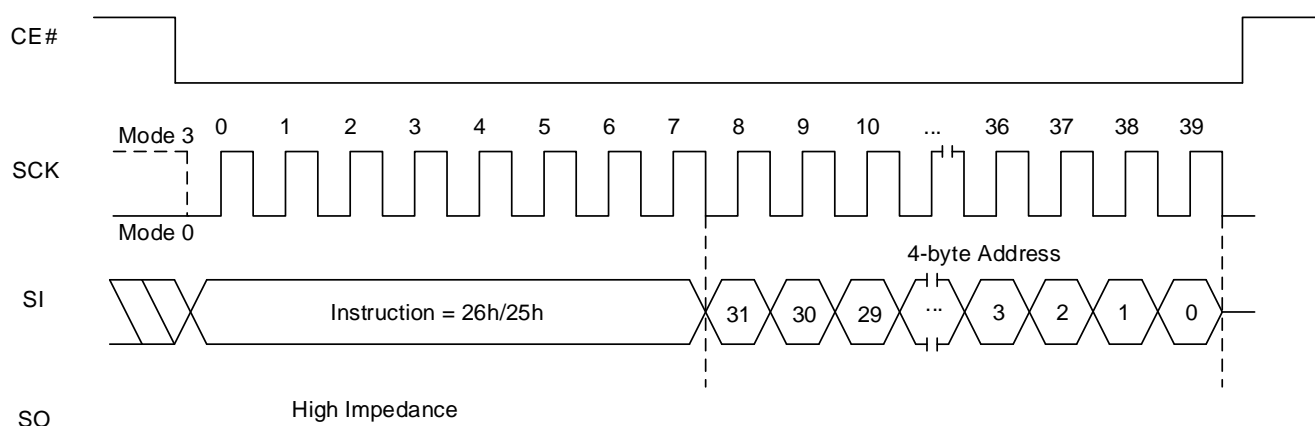 CE#
Mode 3 0 1 2 3 4 5 6 7 8 9 10 ... 36 37 38 39
SCK
Mode 0
4-byte Address
SI Instruction = 26h/25h 31 30 29 ... 3 2 1 0
High Impedance
SO